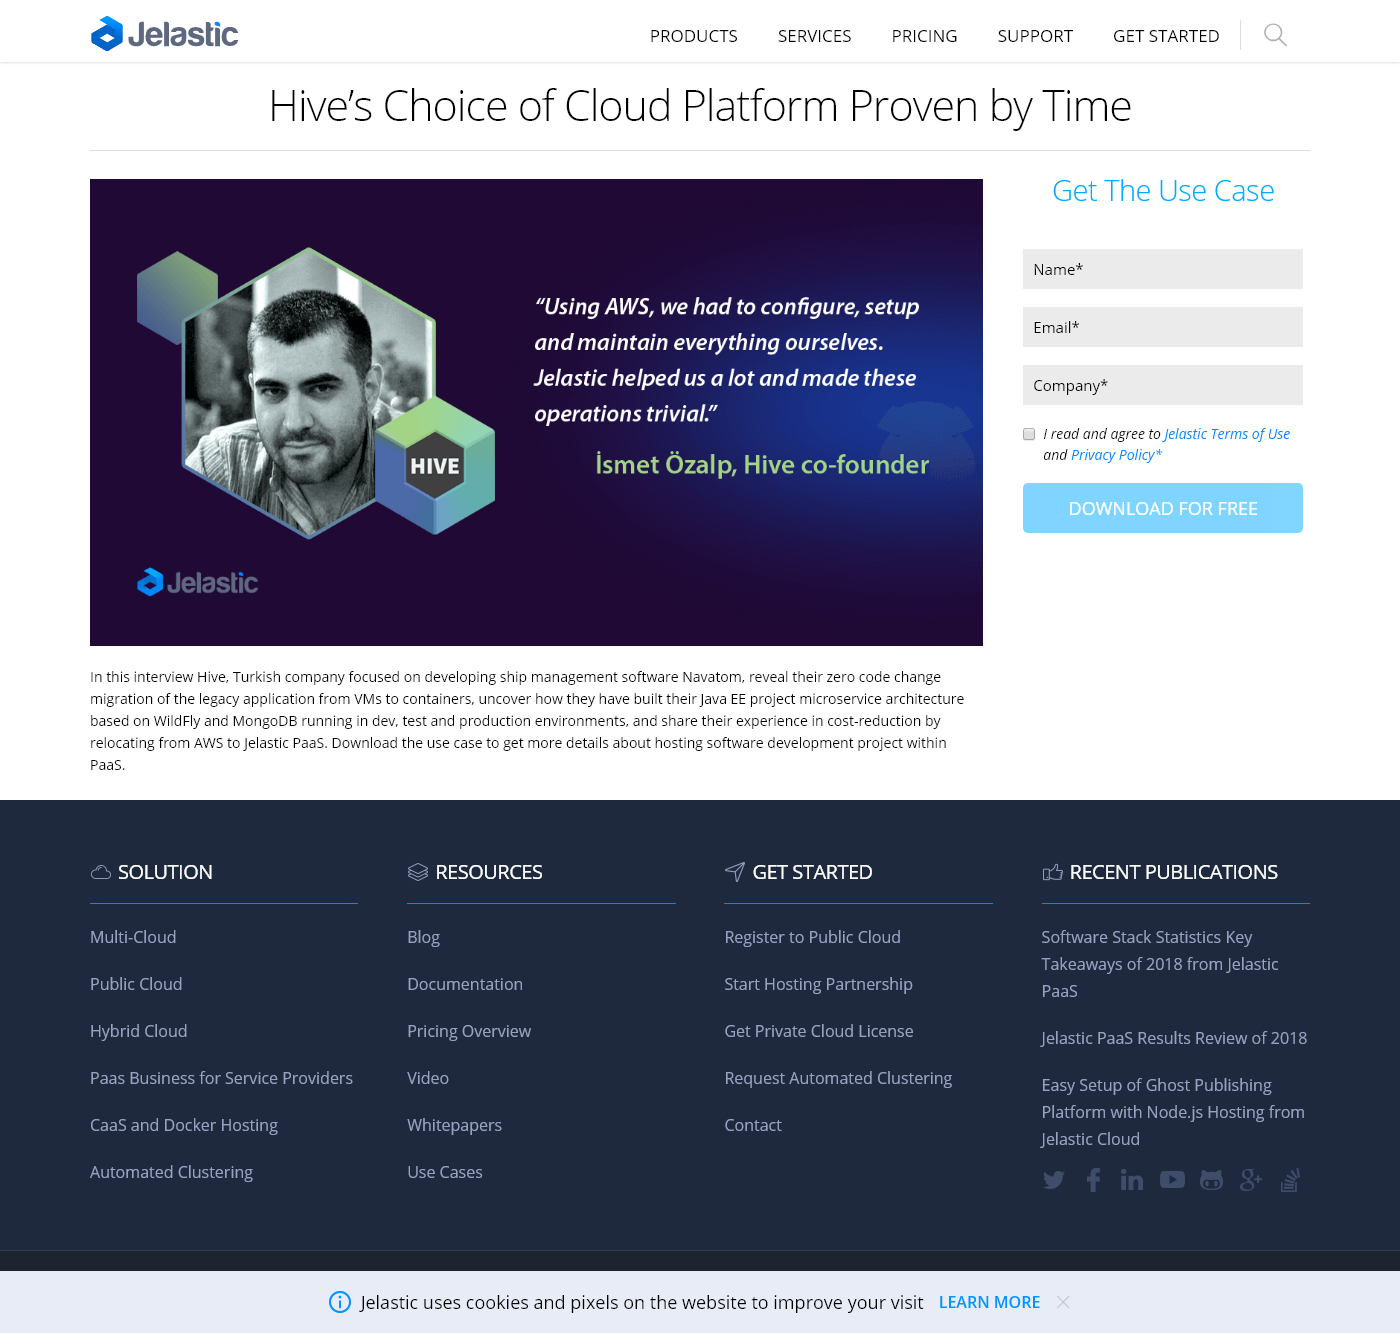 Jelastic
PRODUCTS
SERVICES
PRICING
SUPPORT
GET STARTED
Hive’s Choice of Cloud Platform Proven by Time
“Using AWS, we had to configure, setup
and maintain everything ourselves.
Jelastic helped us a lot and made these
operations trivial.”
İsmet Özalp, Hive co-founder
HIVE
Jelastic
Get The Use Case
Name*
Email*
Company*
I read and agree to Jelastic Terms of Use
and Privacy Policy*
DOWNLOAD FOR FREE
In this interview Hive, Turkish company focused on developing ship management software Navatom, reveal their zero code change
migration of the legacy application from VMs to containers, uncover how they have built their Java EE project microservice architecture
based on WildFly and MongoDB running in dev, test and production environments, and share their experience in cost-reduction by
relocating from AWS to Jelastic PaaS. Download the use case to get more details about hosting software development project within
PaaS.
SOLUTION
Multi-Cloud
Public Cloud
Hybrid Cloud
Paas Business for Service Providers
CaaS and Docker Hosting
Automated Clustering
RESOURCES
Blog
Documentation
Pricing Overview
Video
Whitepapers
Use Cases
GET STARTED
Register to Public Cloud
Start Hosting Partnership
Get Private Cloud License
Request Automated Clustering
Contact
RECENT PUBLICATIONS
Software Stack Statistics Key
Takeaways of 2018 from Jelastic
PaaS
Jelastic PaaS Results Review of 2018
Easy Setup of Ghost Publishing
Platform with Node.js Hosting from
Jelastic Cloud
Jelastic uses cookies and pixels on the website to improve your visit LEARN MORE